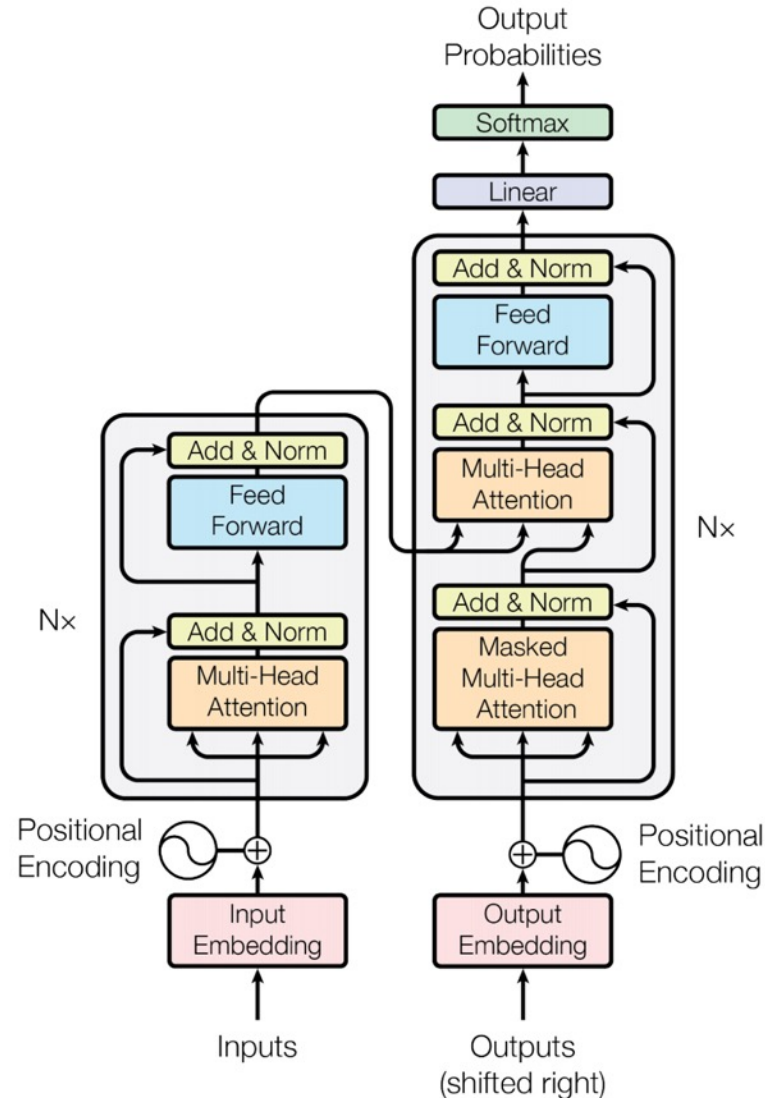 Output
Probabilities
Softmax
Linear
Add & Norm
Feed
Forward
Add & Norm
Multi-Head
Attention
Add & Norm
Masked
Multi-Head
Attention
Nx
Add & Norm
Feed
Forward
Add & Norm
Multi-Head
Attention
N×
Positional
Encoding
Positional
Encoding
Input
Embedding
Output
Embedding
Inputs
Outputs
(shifted right)